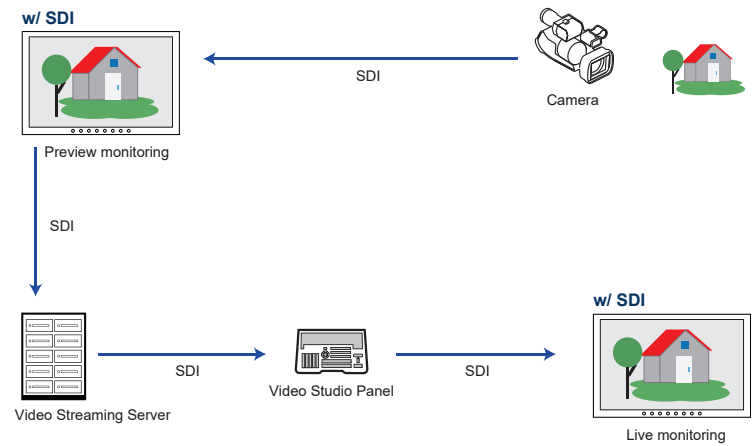 w/ SDI
SDI
Camera
Preview monitoring
SDI
w/ SDI
SDI
Video Studio Panel
SDI
Video Streaming Server
Live monitoring